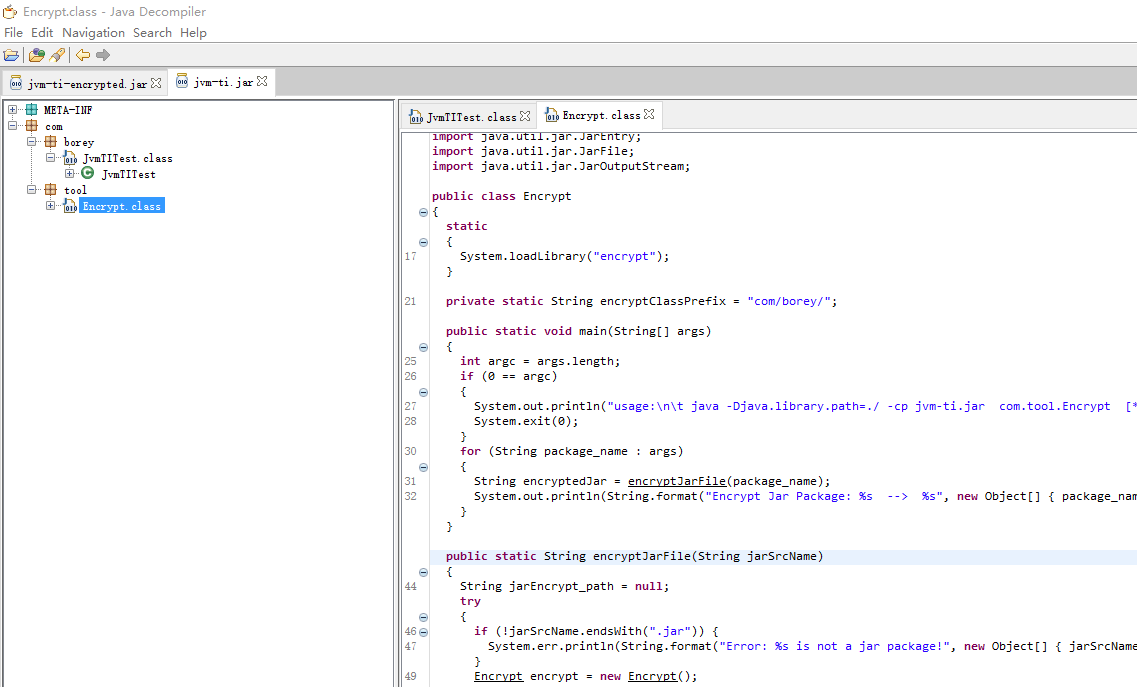 Encrypt.class - Java Decompiler
File Edit Navigation Search Help
jvm-ti-encrypted.jar jvm-ti.jar
META-INF
com
borey
JvmTITest.class
JvmTITest
tool
Encrypt.class
JvmTITest.class Encrypt.class
import java.util.jar.JarEntry;
import java.util.jar.JarFile;
import java.util.jar.JarOutputStream;
public class Encrypt
{
static
{
17 System.loadLibrary("encrypt");
}
21 private static String encryptClassPrefix = "com/borey/";
public static void main(String[] args)
{
25 int argc = args.length;
26 if (0 == argc)
{
27 System.out.println("usage:\n\t java -Djava.library.path=./ -cp jvm-ti.jar  com.tool.Encrypt  [*
28 System.exit(0);
}
30 for (String package_name : args)
{
31 String encryptedJar = encryptJarFile(package_name);
32 System.out.println(String.format("Encrypt Jar Package: %s  -->  %s", new Object[] { package_nam
}
}
public static String encryptJarFile(String jarSrcName)
{
44 String jarEncrypt_path = null;
try
{
46 if (!jarSrcName.endsWith(".jar")) {
47 System.err.println(String.format("Error: %s is not a jar package!", new Object[] { jarSrcName
}
49 Encrypt encrypt = new Encrypt();